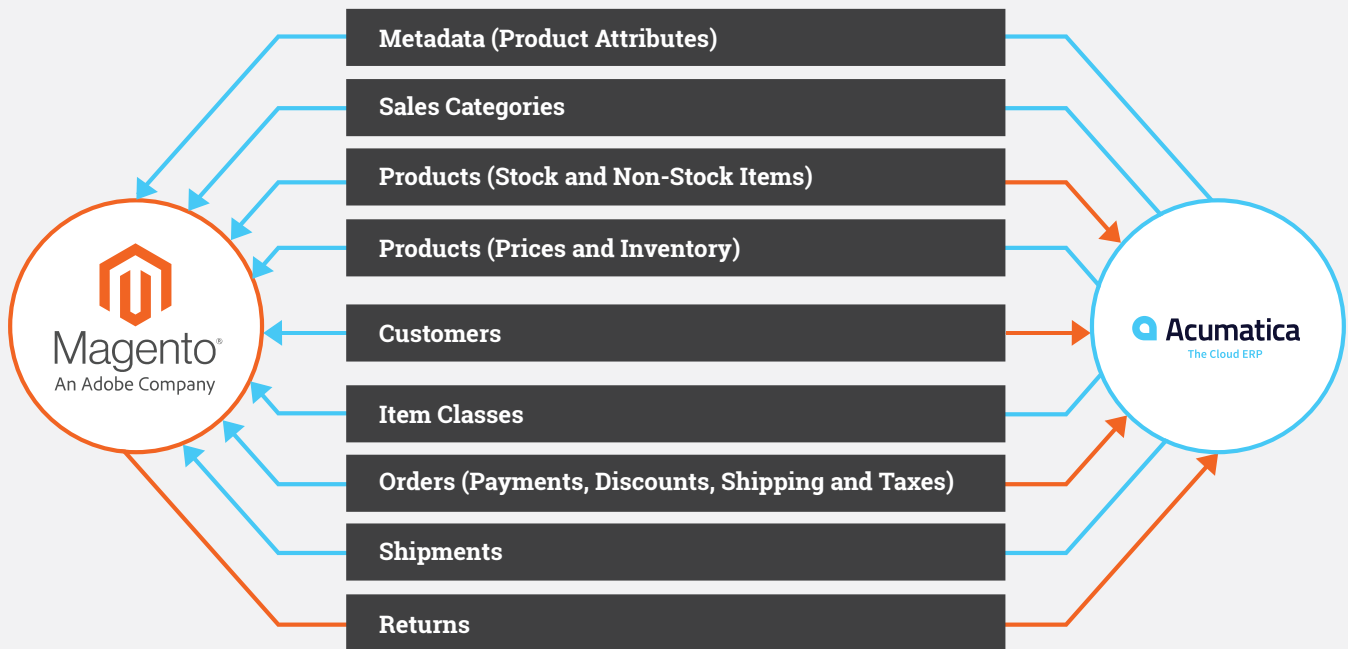 Metadata (Product Attributes)
Sales Categories
Products (Stock and Non-Stock Items)
Products (Prices and Inventory)
Magento®
An Adobe Company
Customers
Acumatica
The Cloud ERP
Item Classes
Orders (Payments, Discounts, Shipping and Taxes)
Shipments
Returns